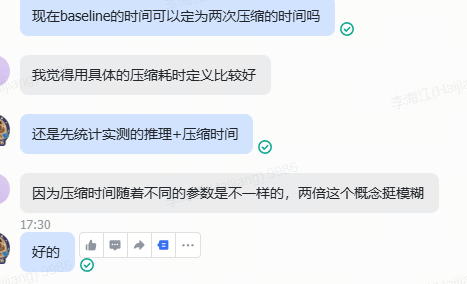 现在baseline的时间可以定为两次压缩的时间吗
我觉得用具体的压缩耗时定义比较好
还是先统计实测的推理+压缩时间
因为压缩时间随着不同的参数是不一样的，两倍这个概念挺模糊
17:30
好的